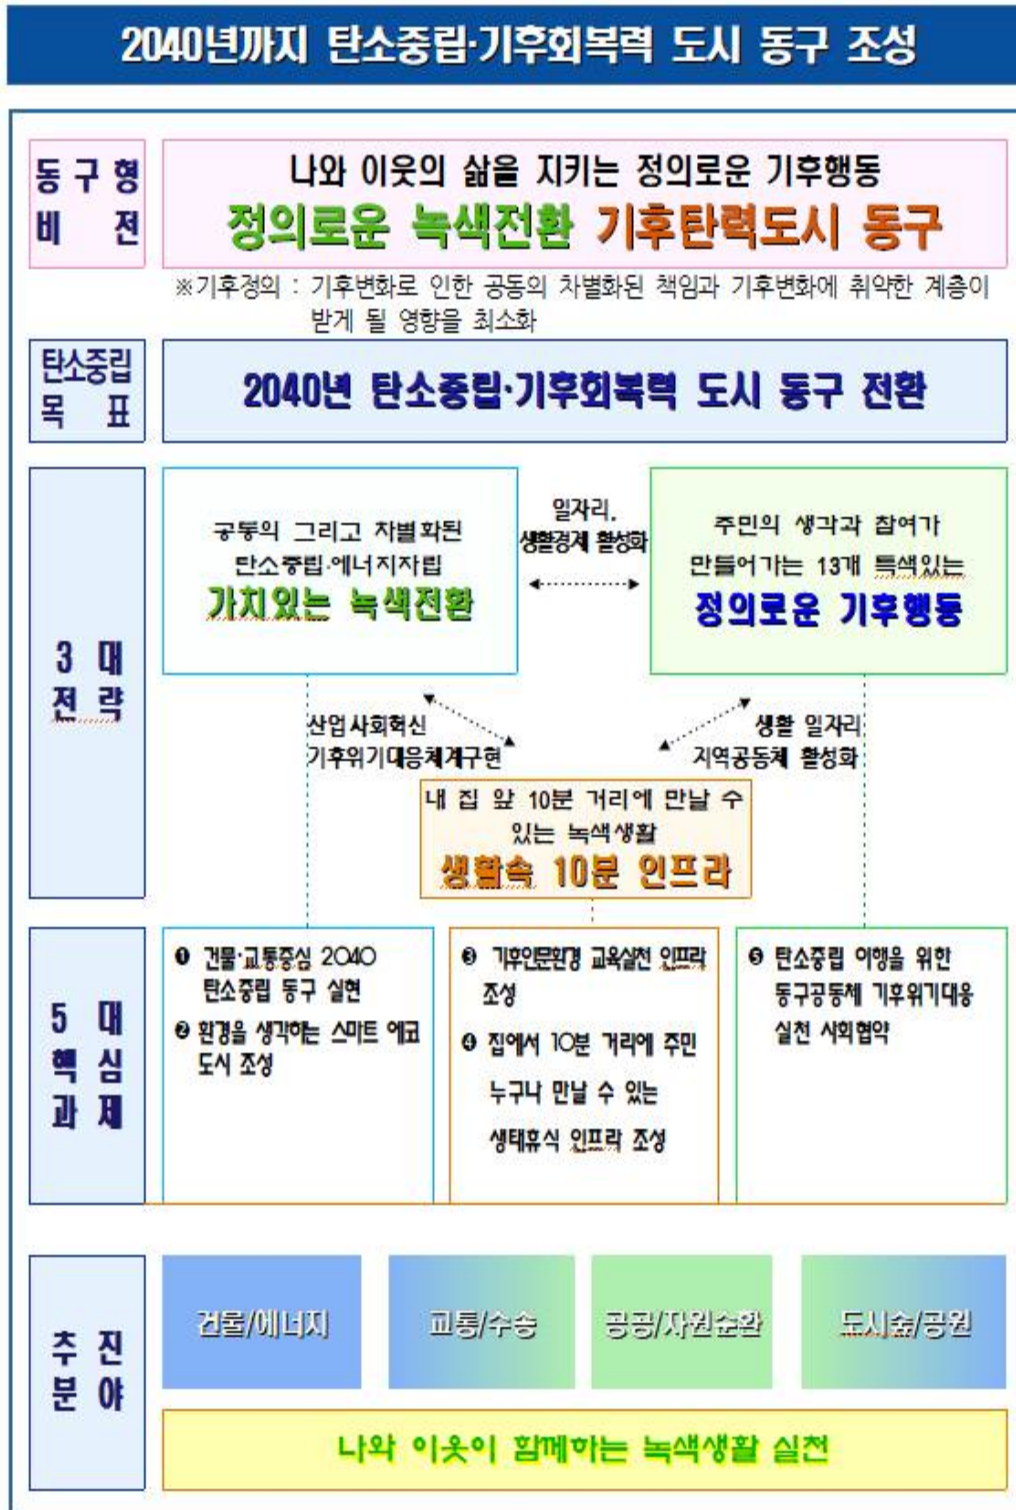 2040년까지 탄소중립·기후회복력 도시 동구 조성
동구형
비 전
나와 이웃의 삶을 지키는 정의로운 기후행동
정의로운 녹색전환 기후탄력도시 동구
※기후정의 : 기후변화로 인한 공동의 차별화된 책임과 기후변화에 취약한 계층이
받게 될 영향을 최소화
탄소중립
목 표
2040년 탄소중립·기후회복력 도시 동구 전환
3 대
전 략
공통의 그리고 차별화된
탄소중립·에너지자립
가치있는 녹색전환
일자리,
생활경제 활성화
주민의 생각과 참여가
만들어가는 13개 특색있는
정의로운 기후행동
산업사회혁신
기후위기대응체계구현
생활 일자리
지역공동체 활성화
내 집 앞 10분 거리에 만날 수
있는 녹색생활
생활속 10분 인프라
5 대
핵 심
과 제
❶ 건물·교통중심 2040
탄소중립 동구 실현
❷ 환경을 생각하는 스마트 에코
도시 조성
❸ 기후인문환경 교육실천 인프라
조성
❹ 집에서 10분 거리에 주민
누구나 만날 수 있는
생태휴식 인프라 조성
❺ 탄소중립 이행을 위한
동구공동체 기후위기대응
실천 사회협약
추 진
분 야
건물/에너지
교통/수송
공공/자원순환
도시숲/공원
나와 이웃이 함께하는 녹색생활 실천